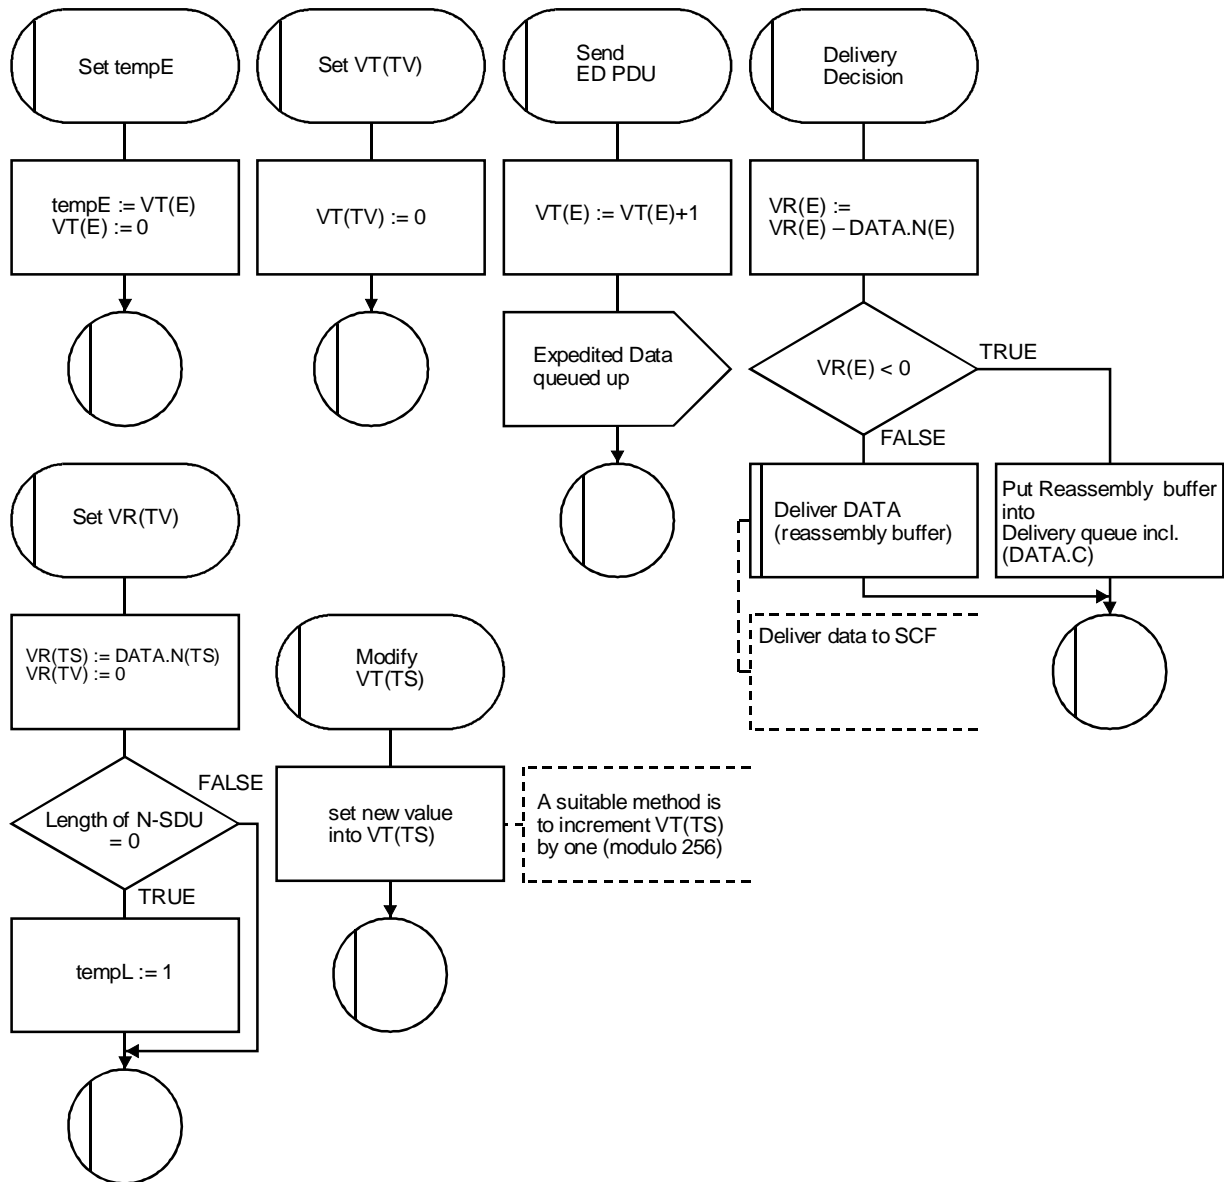 Set tempE
tempE := VT(E)
VT(E) := 0
Set VT(TV)
VT(TV) := 0
Send
ED PDU
VT(E) := VT(E)+1
Expedited Data
queued up
Delivery
Decision
VR(E) :=
VR(E) – DATA.N(E)
VR(E) < 0
TRUE
FALSE
Deliver DATA
(reassembly buffer)
Put Reassembly buffer
into
Delivery queue incl.
(DATA.C)
Deliver data to SCF
Set VR(TV)
VR(TS) := DATA.N(TS)
VR(TV) := 0
FALSE
Length of N-SDU
= 0
TRUE
tempL := 1
Modify
VT(TS)
set new value
into VT(TS)
A suitable method is
to increment VT(TS)
by one (modulo 256)